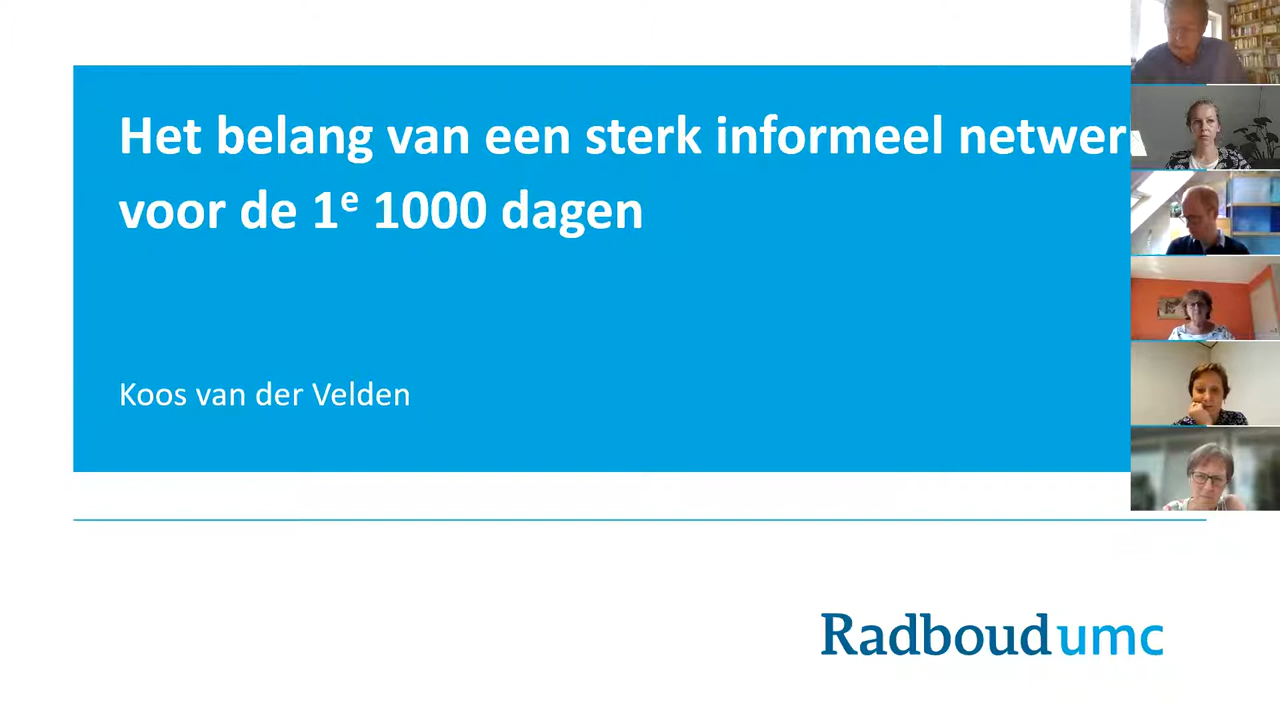 Het belang van een sterk informeel netwer
voor de 1e 1000 dagen
Koos van der Velden
Radboudumc